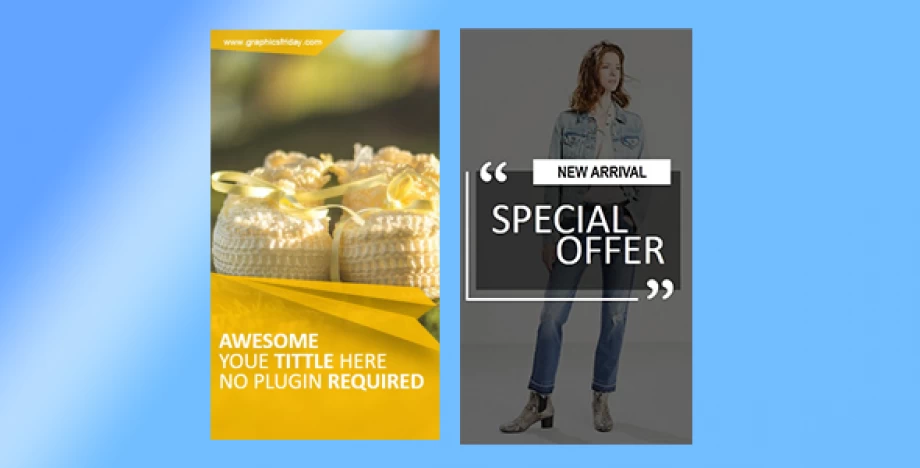 www.graphicsfriday.com
AWESOME
YOUE TITTLE HERE
NO PLUGIN REQUIRED
“
NEW ARRIVAL
SPECIAL
OFFER
”